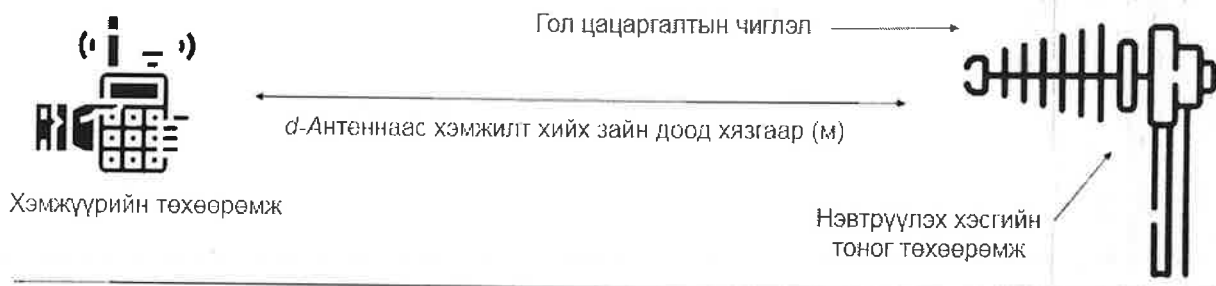 Гол цацаргалтын чиглэл
d-Антеннаас хэмжилт хийх зайн доод хязгаар (м)
Хэмжүүрийн төхөөрөмж
Нэвтрүүлэх хэсгийн
тоног төхөөрөмж